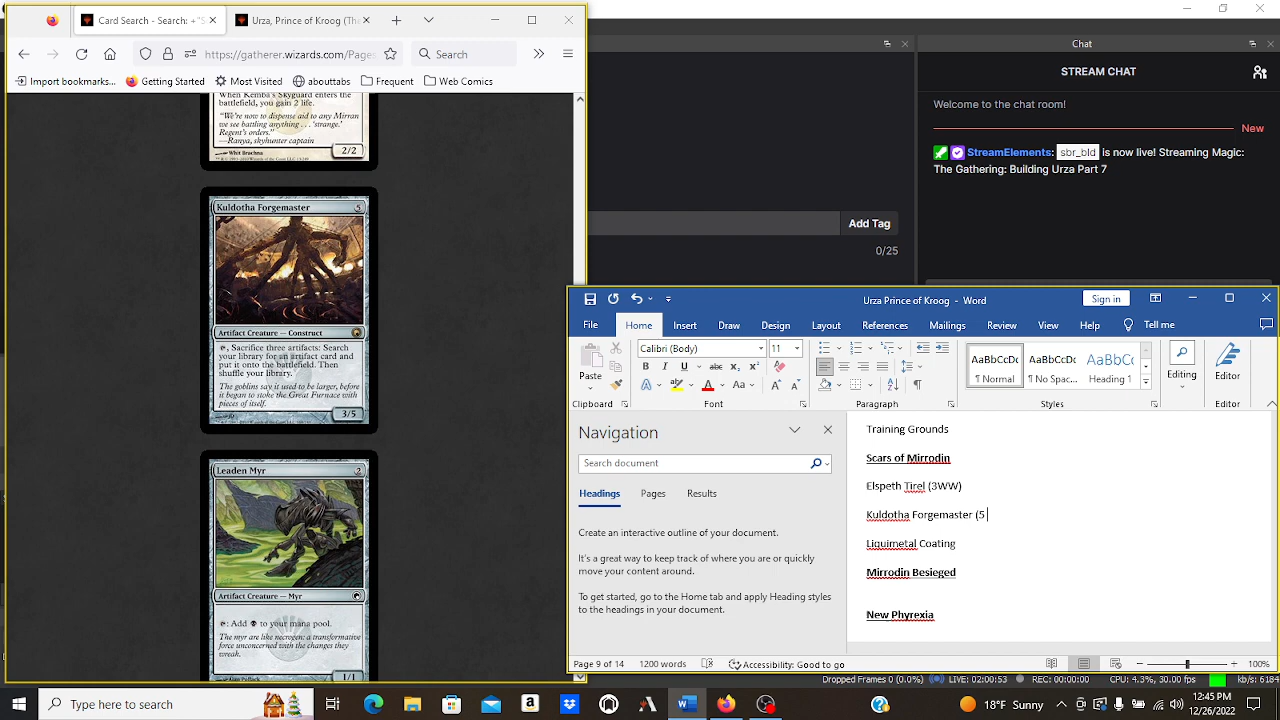 Card Search - Search: +"S
Urza, Prince of Kroog (The
https://gatherer.wizards.com/Pages
Search
Import bookmarks...
Getting Started
Most Visited
abouttabs
Frequent
Web Comics
When Kemba's Skyguard enters the
battlefield, you gain 2 life.
"We're now to dispense aid to any Mirran
we see battling anything . . . 'strange.'
Regent's orders."
—Ranya, skyhunter captain
Whit Brachna
2/2
Kuldotha Forgemaster 5
Artifact Creature — Construct
, Sacrifice three artifacts: Search
your library for an artifact card and
put it onto the battlefield. Then
shuffle your library.
The goblins say it used to be larger, before
it began to stoke the Great Furnace with
pieces of itself.
3/5
Leaden Myr 2
Artifact Creature — Myr
: Add to your mana pool.
The myr are like necrogen: a transformative
force unconcerned with the changes they
wreak.
1/1
Add Tag
0/25
Chat
STREAM CHAT
Welcome to the chat room!
New
StreamElements: sbr_bld is now live! Streaming Magic:
The Gathering: Building Urza Part 7
Urza Prince of Kroog - Word
Sign in
File Home Insert Draw Design Layout References Mailings Review View Help Tell me
Paste
Calibri (Body) 11
AaBbCcDc AaBbCcDc AaBbCc
¶ Normal ¶ No Spac... Heading 1
Editing
Editor
Clipboard Font Paragraph Styles Editor
Navigation
Search document
Headings Pages Results
Create an interactive outline of your document.
It's a great way to keep track of where you are or quickly
move your content around.
To get started, go to the Home tab and apply Heading styles
to the headings in your document.
Training Grounds
Scars of Mirrodin
Elspeth Tirel (3WW)
Kuldotha Forgemaster (5
Liquimetal Coating
Mirrodin Besieged
New Phyrexia
Page 9 of 14 1200 words Accessibility: Good to go 100%
Dropped Frames 0 (0.0%) LIVE: 02:00:53 REC: 00:00:00 CPU: 4.3%, 30.00 fps kb/s: 6184
Type here to search
18°F Sunny
12:45 PM
12/26/2022